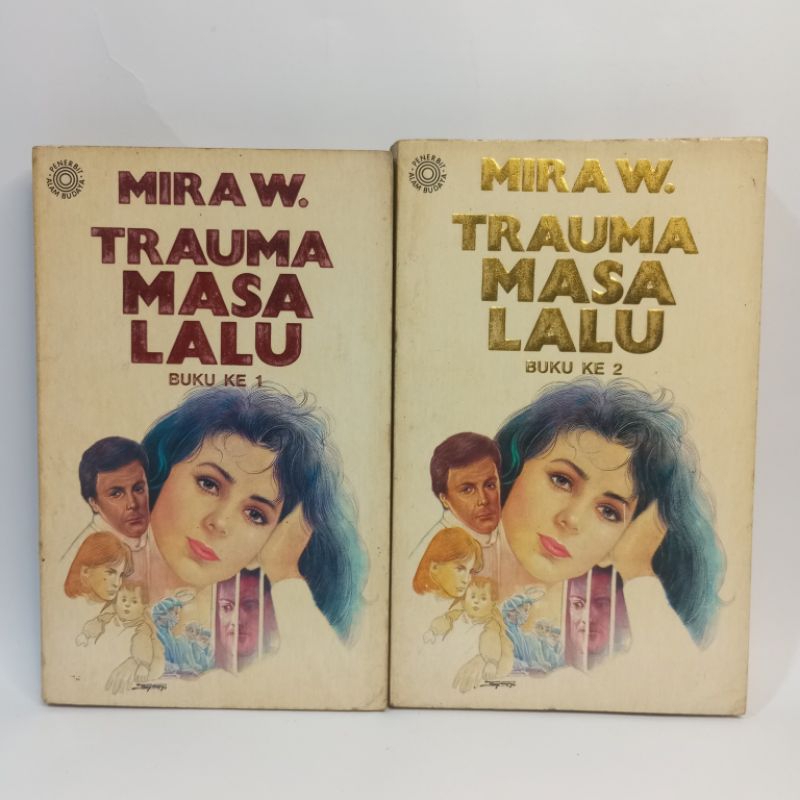 PENERBIT
ALAM BUDAYA
MIRA W.
TRAUMA
MASA
LALU
BUKU KE 1
PENERBIT
ALAM BUDAYA
MIRA W.
TRAUMA
MASA
LALU
BUKU KE 2